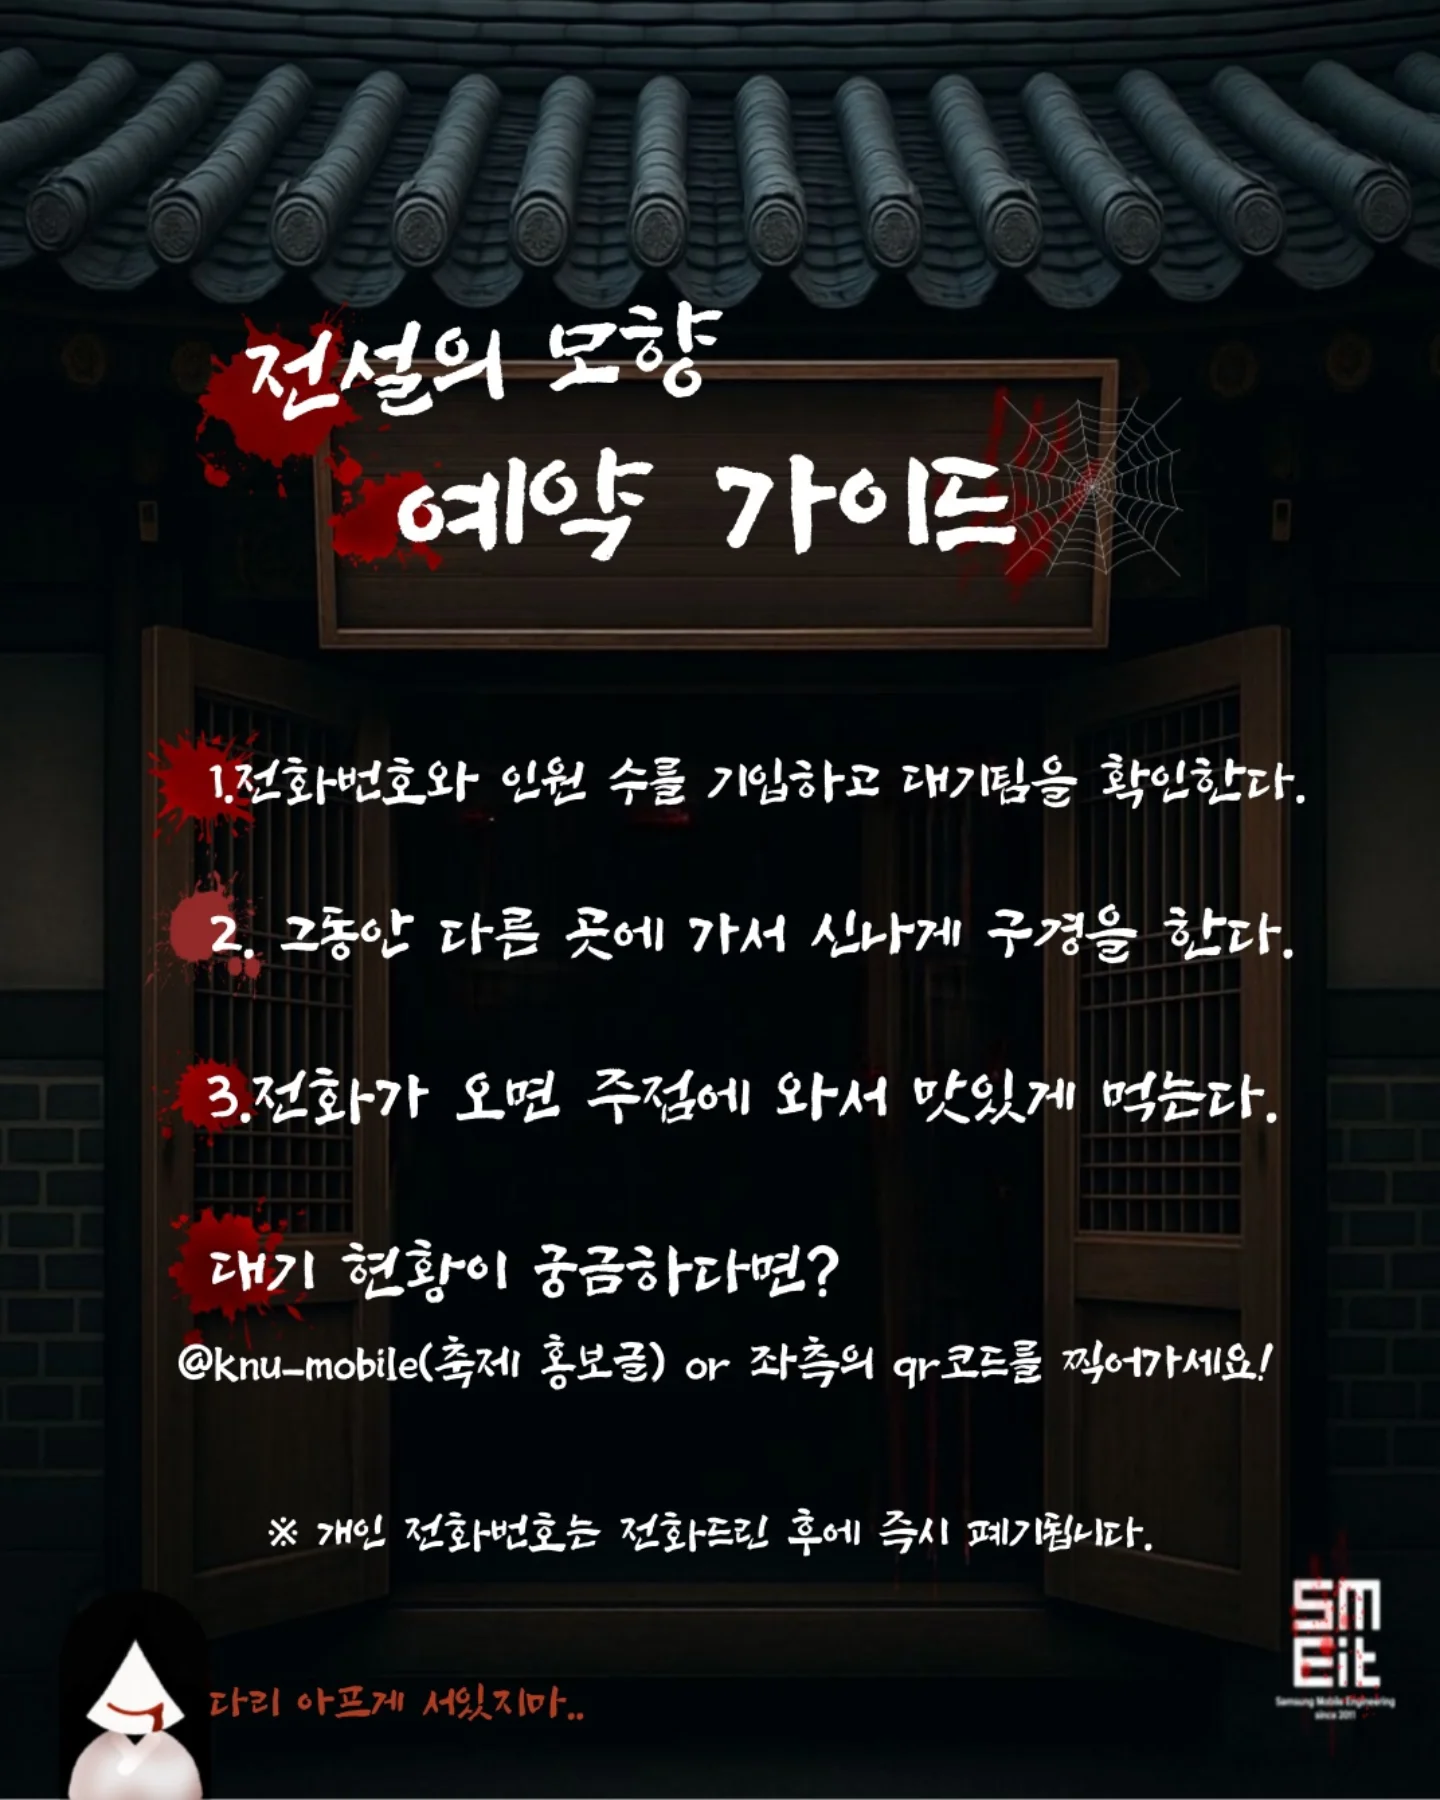 전설의 모향
예약 가이드
1.전화번호와 인원 수를 기입하고 대기팀을 확인한다.
2. 그동안 다른 곳에 가서 신나게 구경을 한다.
3.전화가 오면 주점에 와서 맛있게 먹는다.
대기 현황이 궁금하다면?
@knu_mobile(축제 홍보글) or 좌측의 qr코드를 찍어가세요!
※ 개인 전화번호는 전화드린 후에 즉시 폐기됩니다.
다리 아프게 서있지마..
SM
Eit
Samsung Mobile Engineering
since 2011